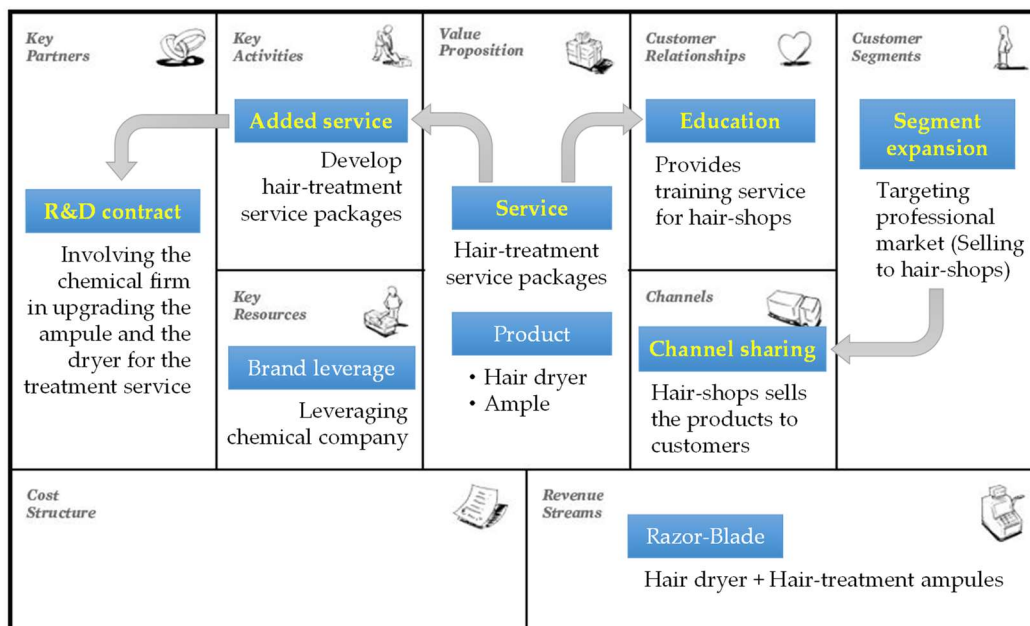 Key
Partners
R&D contract
Involving the
chemical firm
in upgrading the
ampule and the
dryer for the
treatment service
Key
Activities
Added service
Develop
hair-treatment
service packages
Key
Resources
Brand leverage
Leveraging
chemical company
Value
Proposition
Service
Hair-treatment
service packages
Product
• Hair dryer
• Ample
Customer
Relationships
Education
Provides
training service
for hair-shops
Channels
Channel sharing
Hair-shops sells
the products to
customers
Customer
Segments
Segment
expansion
Targeting
professional
market (Selling
to hair-shops)
Cost
Structure
Revenue
Streams
Razor-Blade
Hair dryer + Hair-treatment ampules